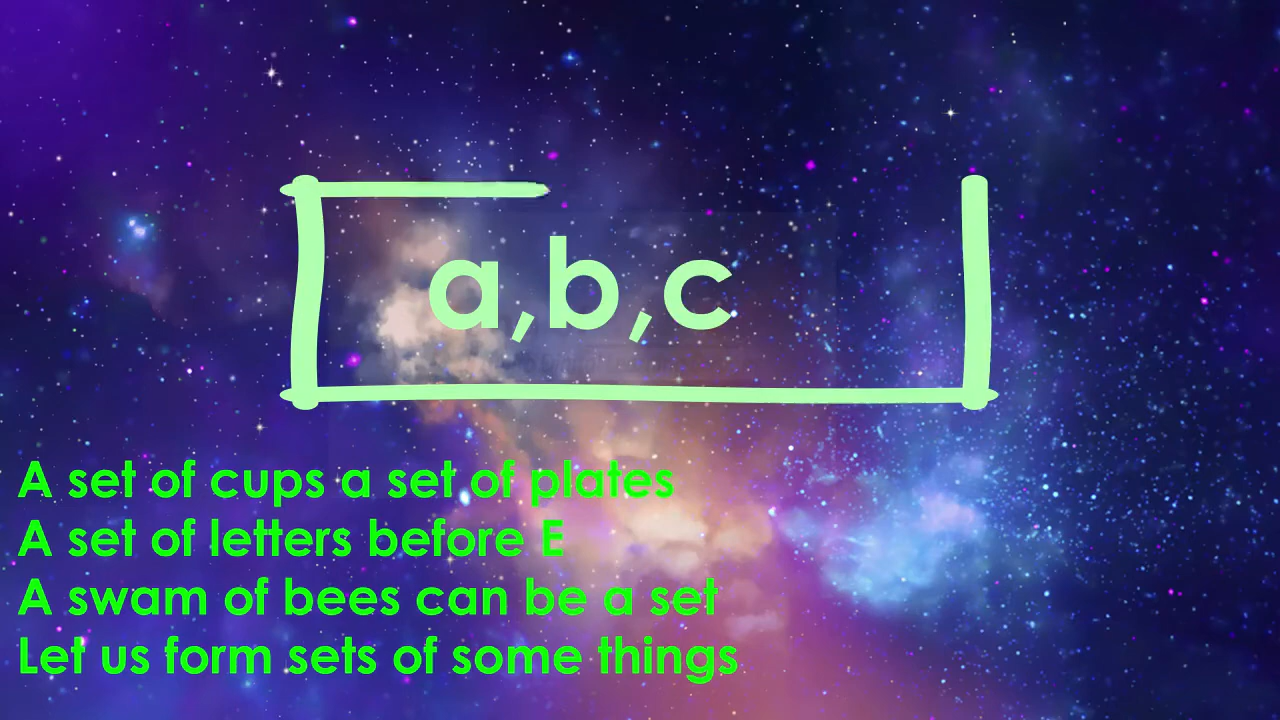 a,b,c
A set of cups a set of plates
A set of letters before E
A swam of bees can be a set
Let us form sets of some things